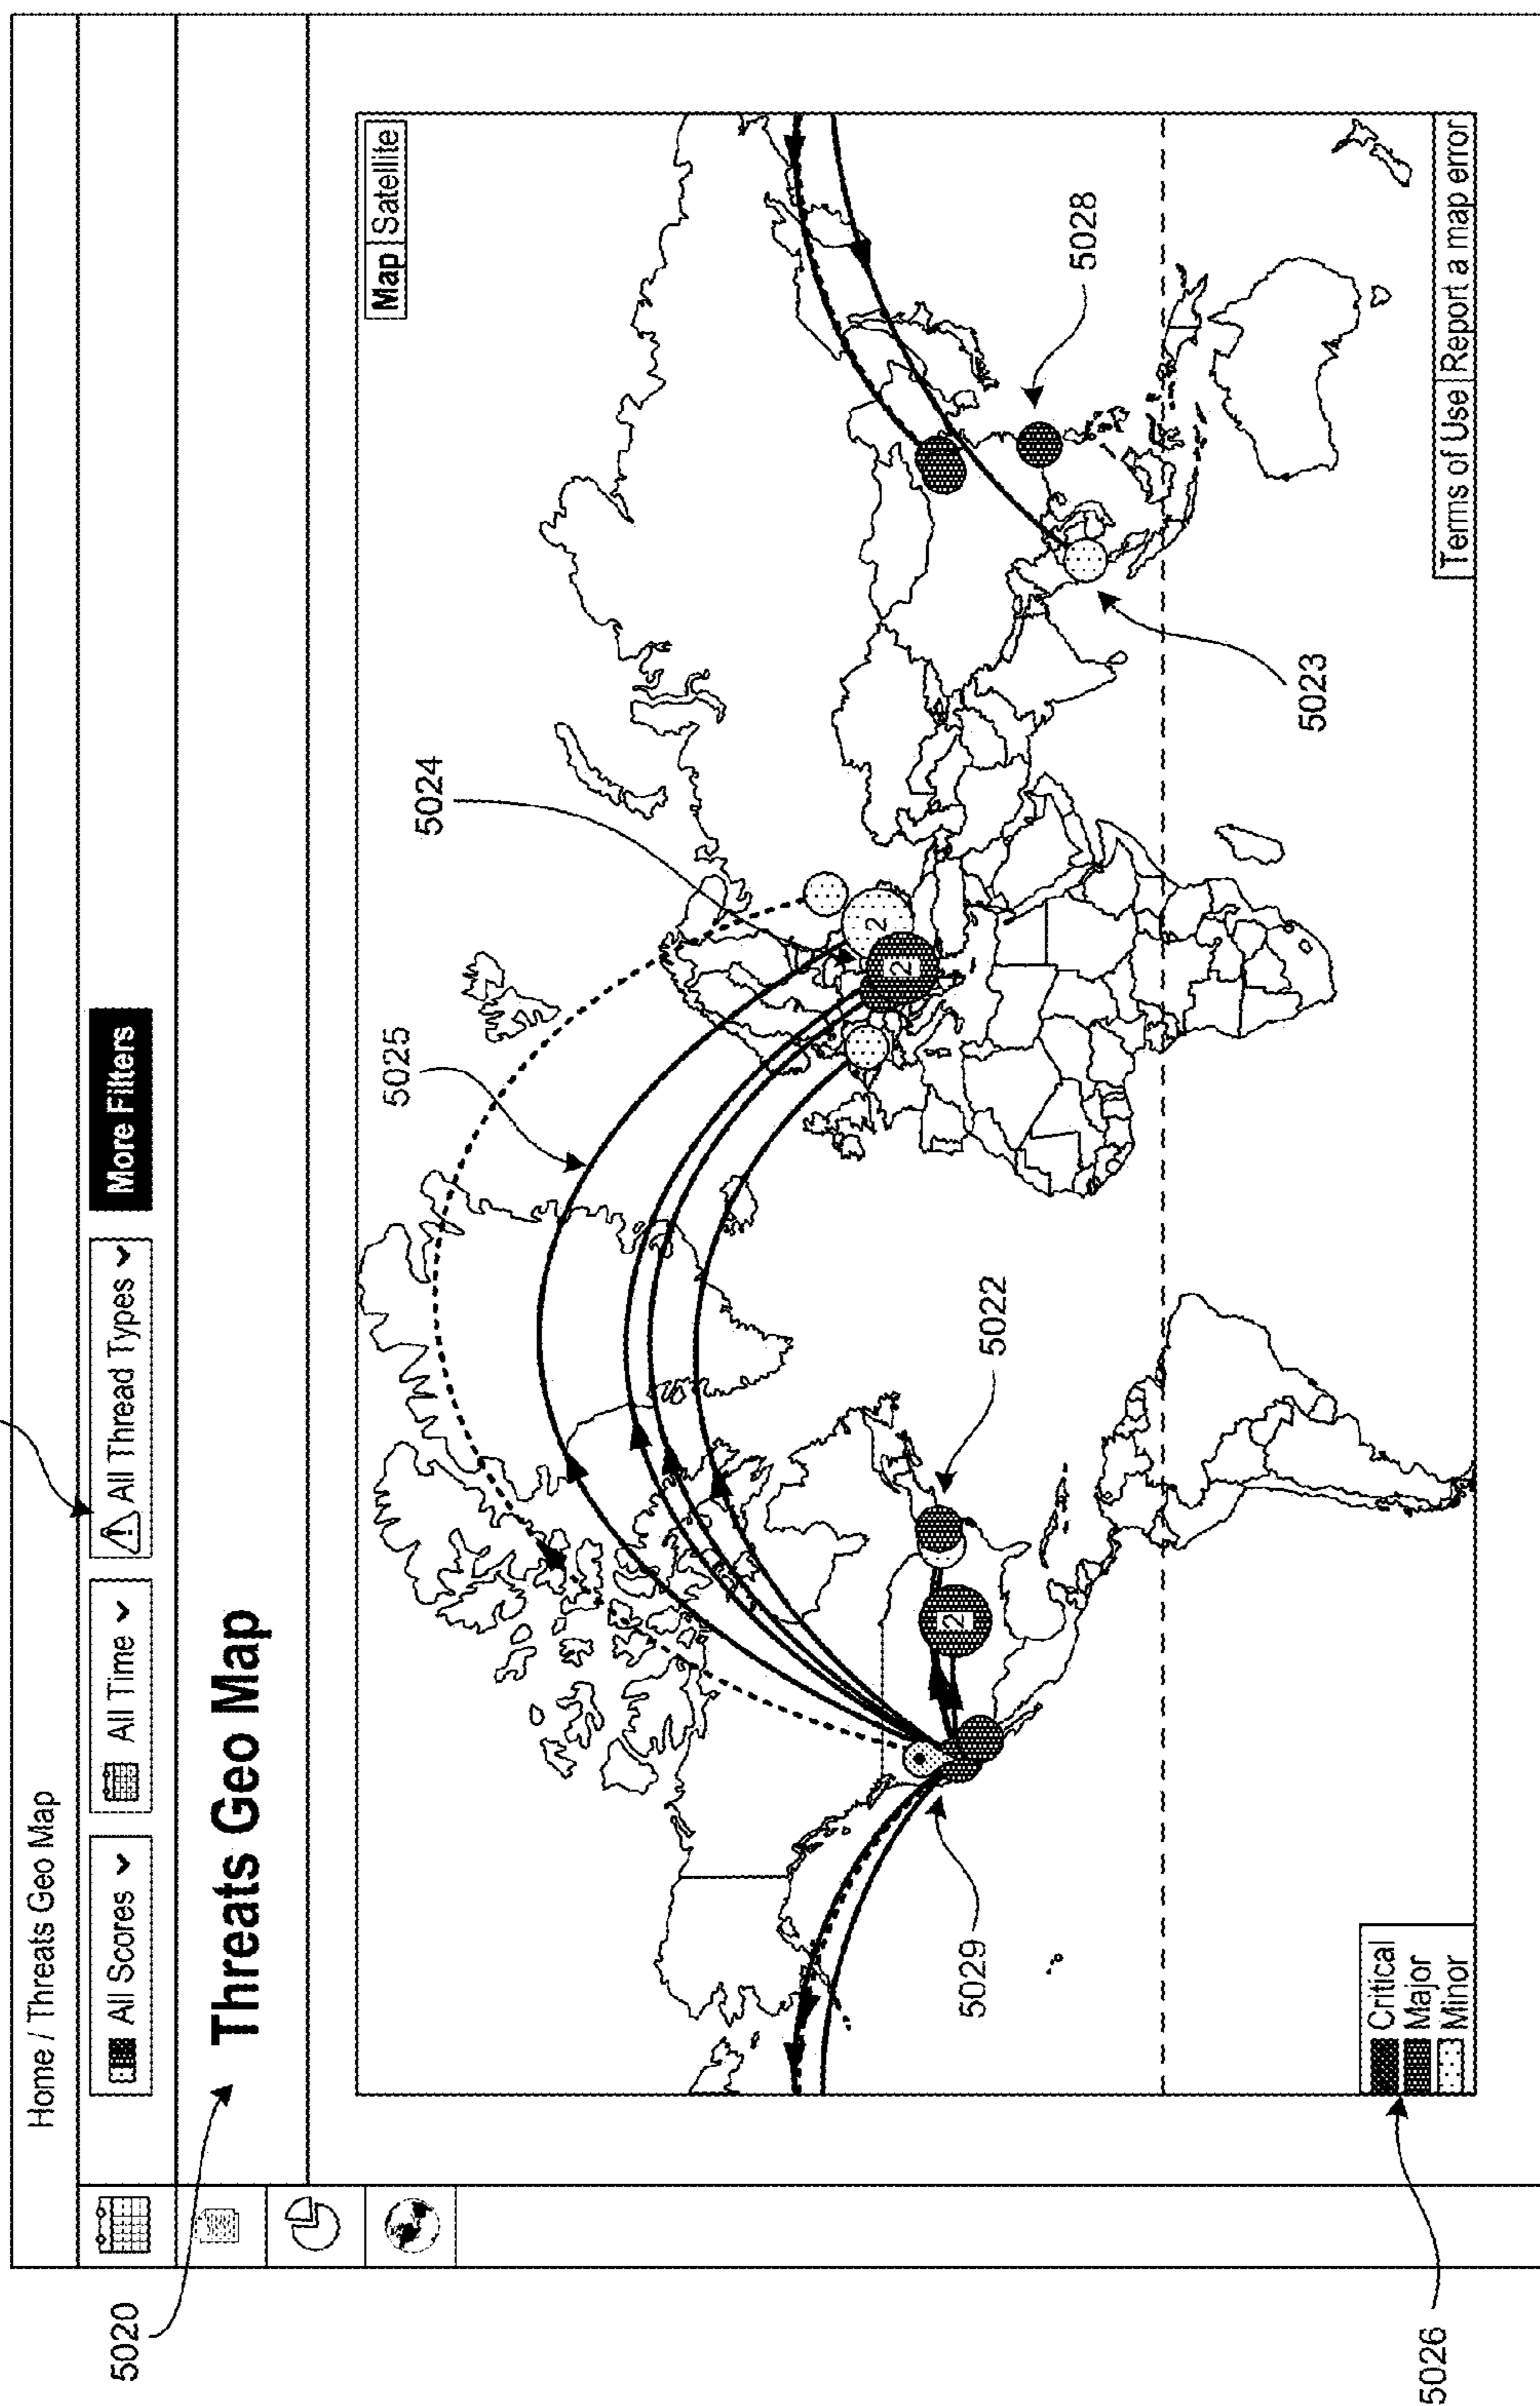 Home / Threats Geo Map
All Scores
All Time
All Thread Types
More Filters
5020
Threats Geo Map
Map | Satellite
5024
5025
5028
5022
2
2
2
5023
5029
Critical
Major
Minor
Terms of Use | Report a map error
5026